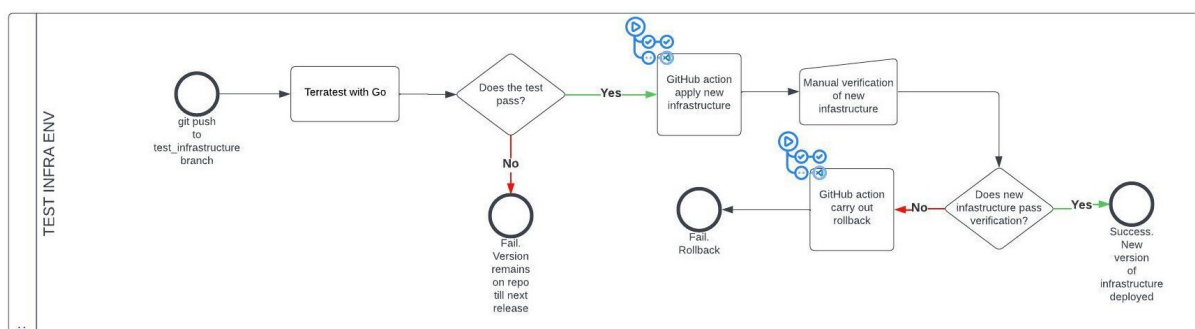 TEST INFRA ENV
git push
to
test_infrastructure
branch
Terratest with Go
Does the test
pass?
Yes
No
Fail.
Version
remains
on repo
till next
release
GitHub action
apply new
infrastructure
Manual verification
of new
infastructure
Does new
infastructure pass
verification?
No
GitHub action
carry out
rollback
Fail.
Rollback
Yes
Success.
New
version
of
infrastructure
deployed